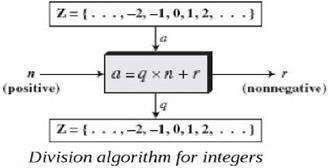 Z = { . . . , −2, −1, 0, 1, 2, . . . }
a
n
(positive)
a = q × n + r
r
(nonnegative)
q
Z = { . . . , −2, −1, 0, 1, 2, . . . }
Division algorithm for integers